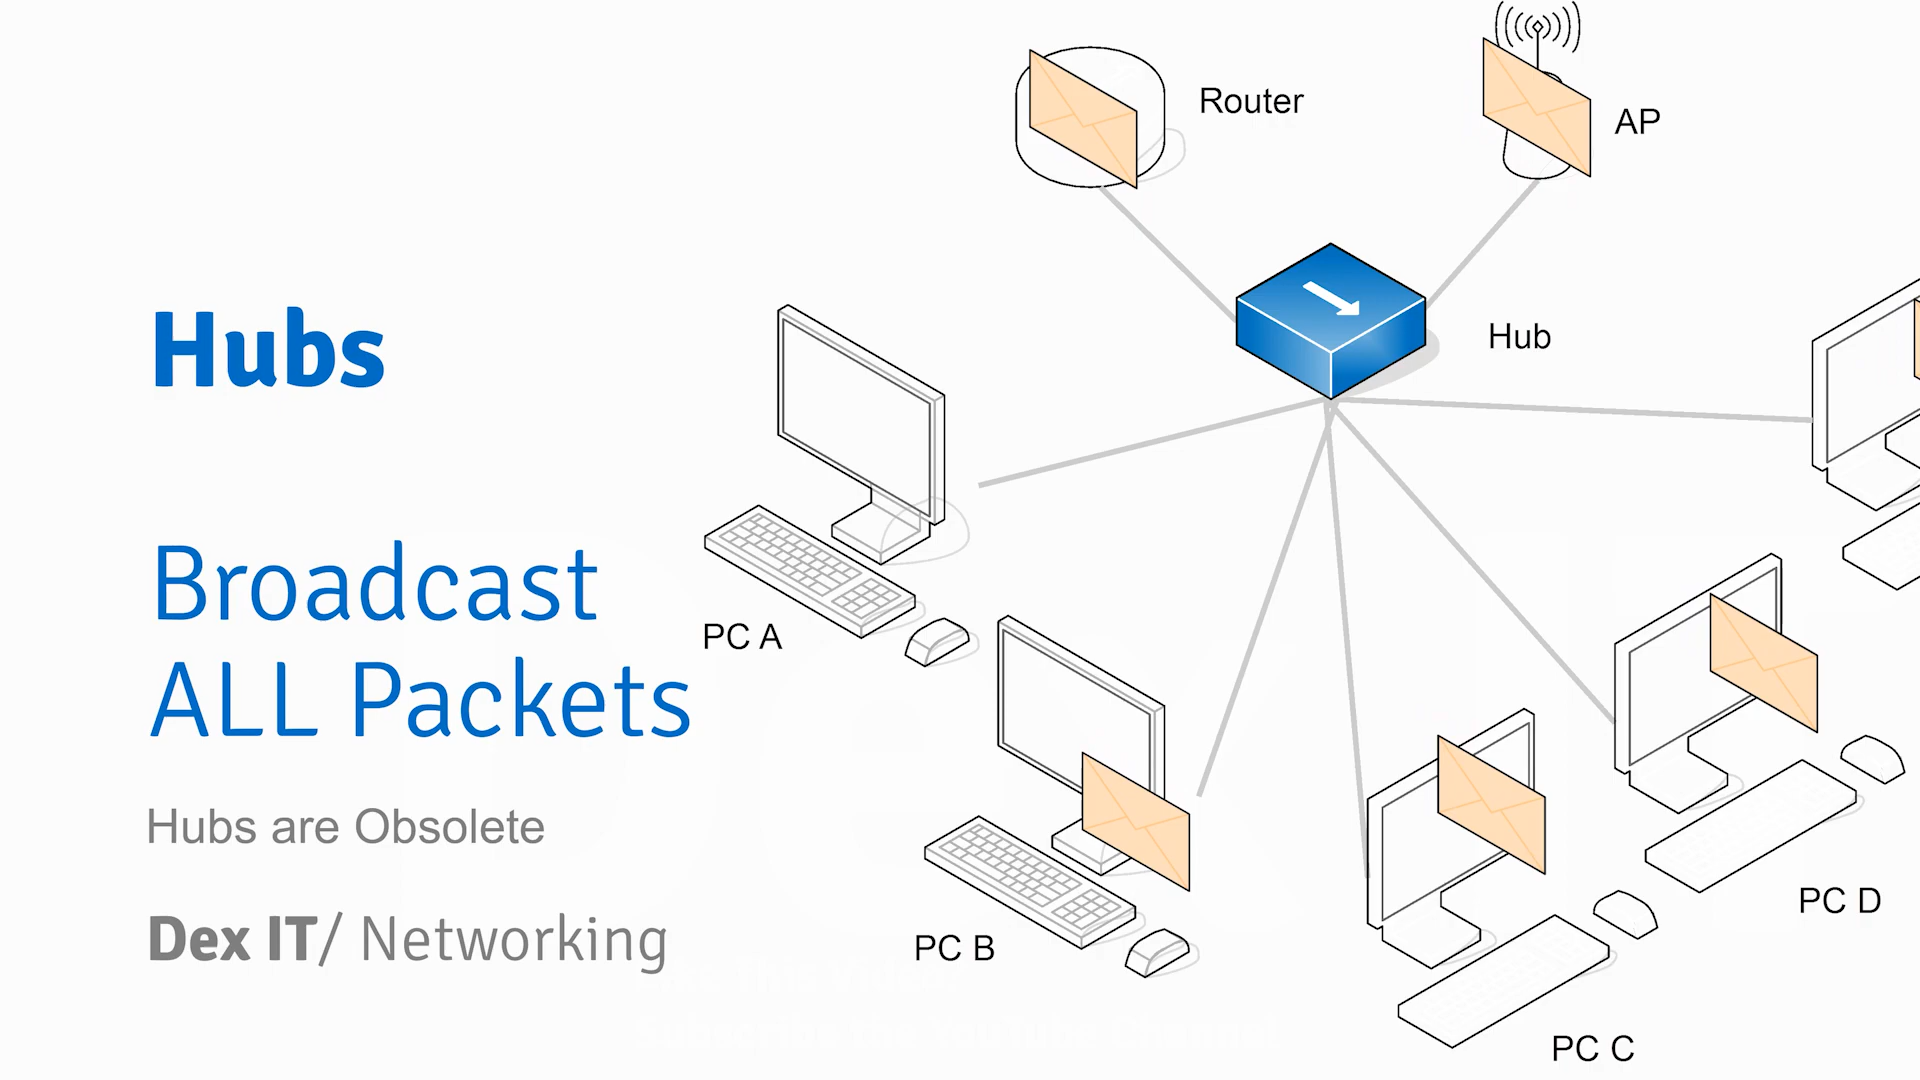 Router
AP
Hub
Hubs
Broadcast
ALL Packets
Hubs are Obsolete
Dex IT/ Networking
PC A
PC B
PC C
PC D